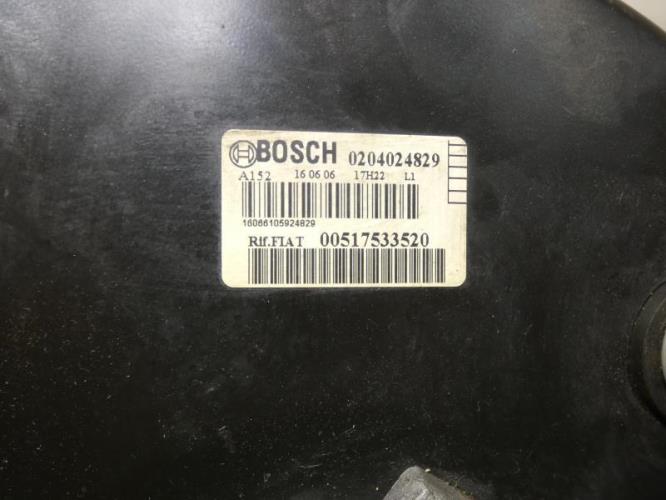 BOSCH 0204024829
A152 16 06 06 17H22 L1
16066105924829
Rif.FIAT 00517533520